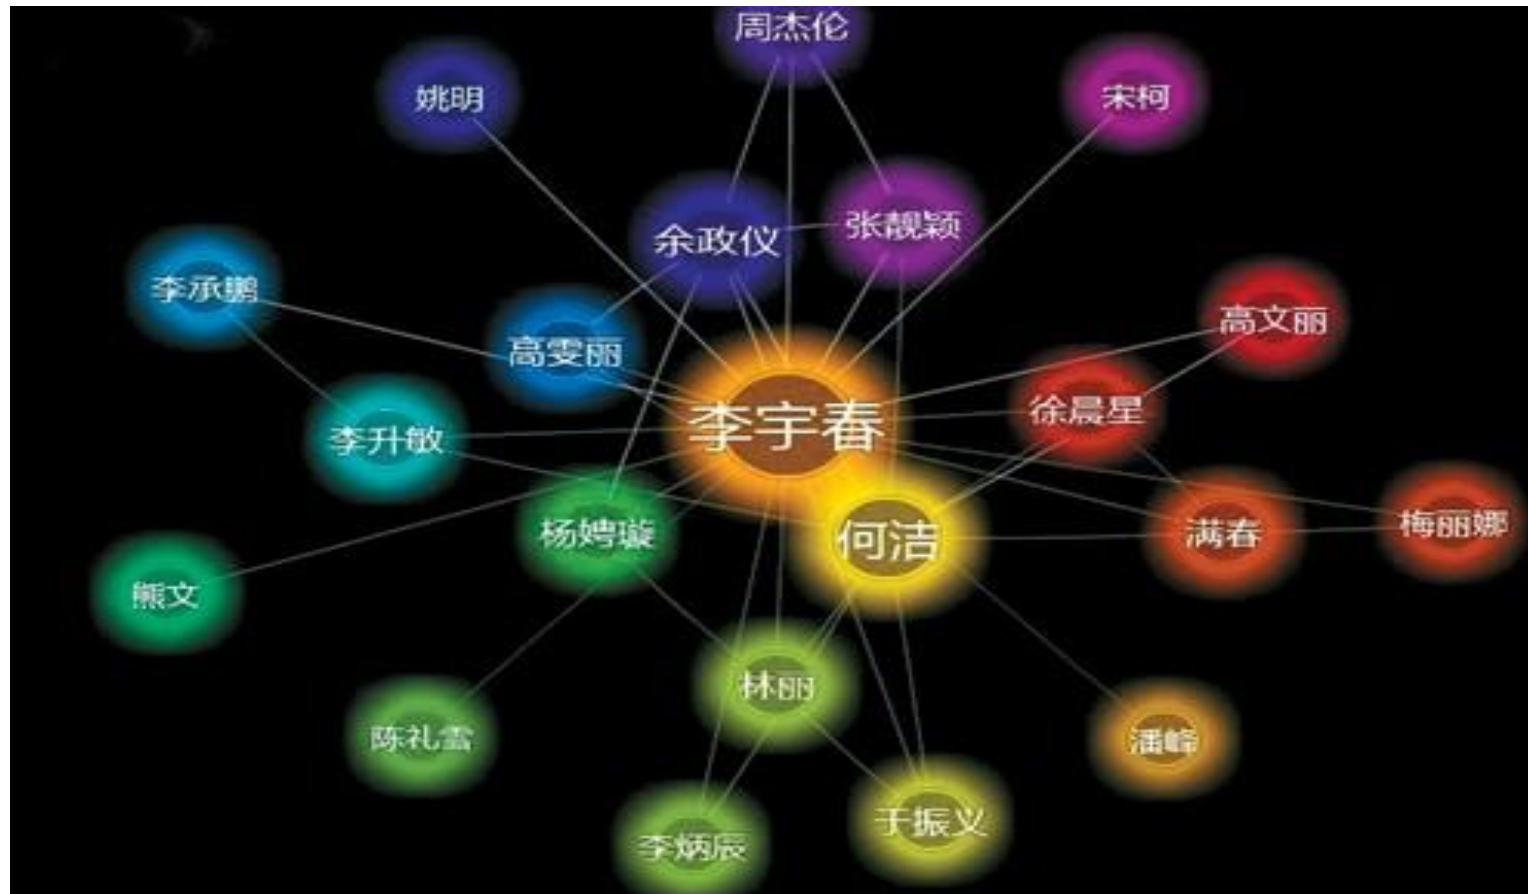 周杰伦
姚明
宋柯
余政仪
张靓颖
李承鹏
高雯丽
高文丽
李宇春
徐晨星
李升敏
杨娉璇
何洁
满春
梅丽娜
熊文
林丽
陈礼雪
潘峰
李炳辰
于振义